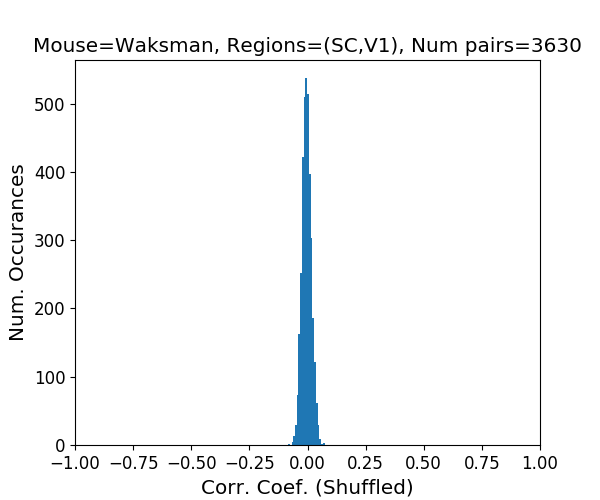 Mouse=Waksman, Regions=(SC,V1), Num pairs=3630
500
400
300
200
100
0
Num. Occurances
−1.00 −0.75 −0.50 −0.25 0.00 0.25 0.50 0.75 1.00
Corr. Coef. (Shuffled)